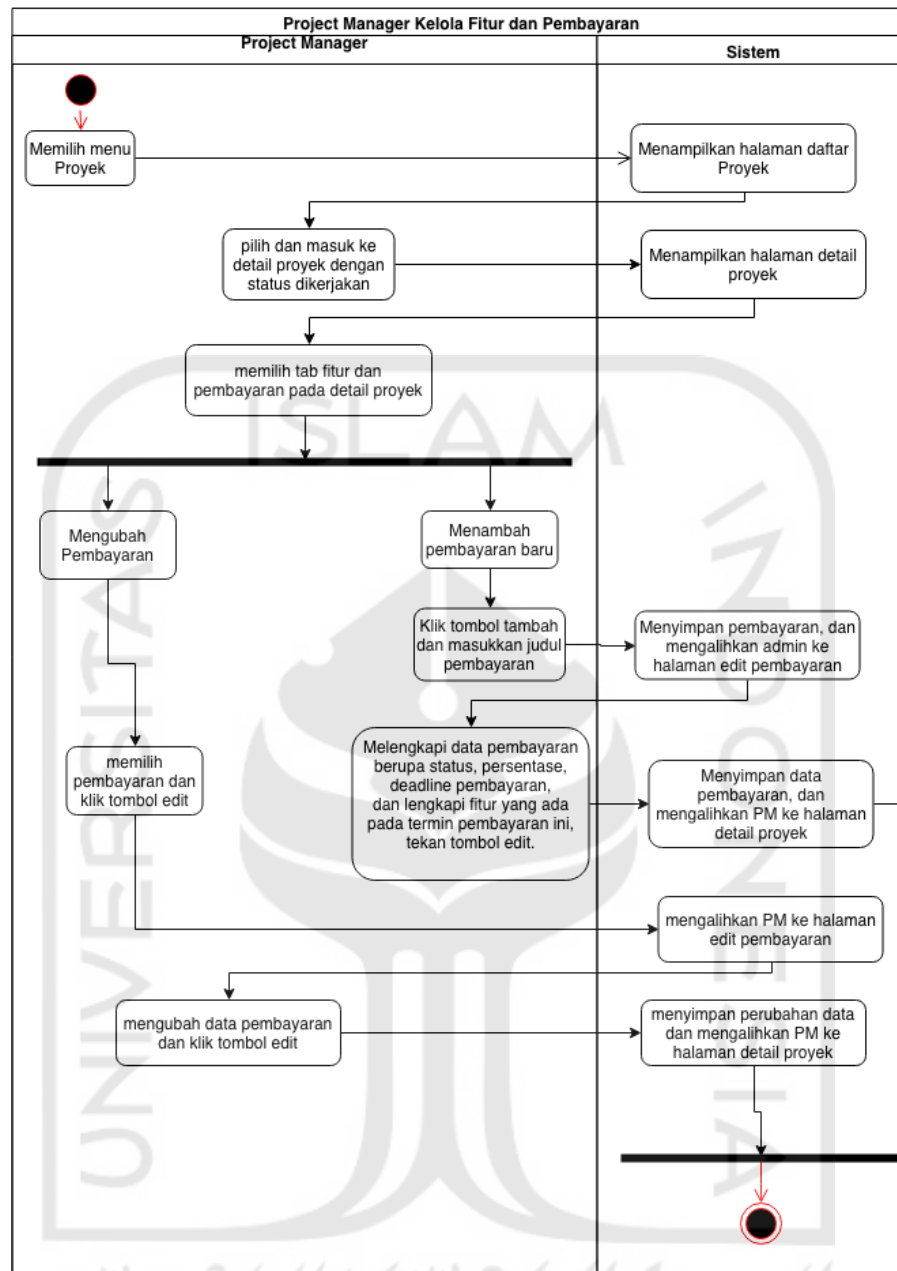 Project Manager Kelola Fitur dan Pembayaran
Project Manager
Sistem
Memilih menu
Proyek
Menampilkan halaman daftar
Proyek
pilih dan masuk ke
detail proyek dengan
status dikerjakan
Menampilkan halaman detail
proyek
memilih tab fitur dan
pembayaran pada detail proyek
Mengubah
Pembayaran
Menambah
pembayaran baru
Klik tombol tambah
dan masukkan judul
pembayaran
Menyimpan pembayaran, dan
mengalihkan admin ke
halaman edit pembayaran
memilih
pembayaran dan
klik tombol edit
Melengkapi data pembayaran
berupa status, persentase,
deadline pembayaran,
dan lengkapi fitur yang ada
pada termin pembayaran ini,
tekan tombol edit.
Menyimpan data
pembayaran, dan
mengalihkan PM ke halaman
detail proyek
mengalihkan PM ke halaman
edit pembayaran
mengubah data pembayaran
dan klik tombol edit
menyimpan perubahan data
dan mengalihkan PM ke
halaman detail proyek
UNIVERSITAS
ISLAM
INDONESIA